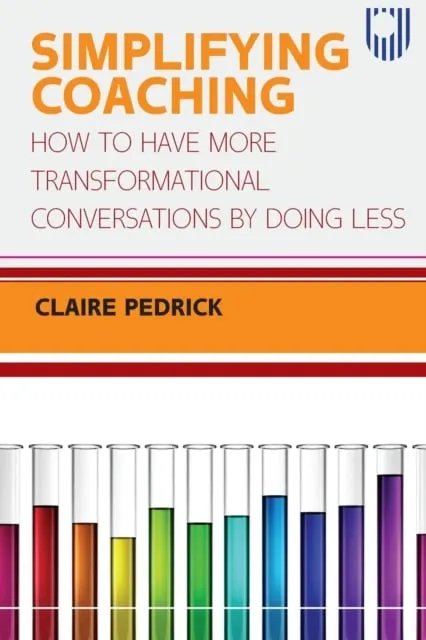 SIMPLIFYING
COACHING
HOW TO HAVE MORE
TRANSFORMATIONAL
CONVERSATIONS BY DOING LESS
CLAIRE PEDRICK